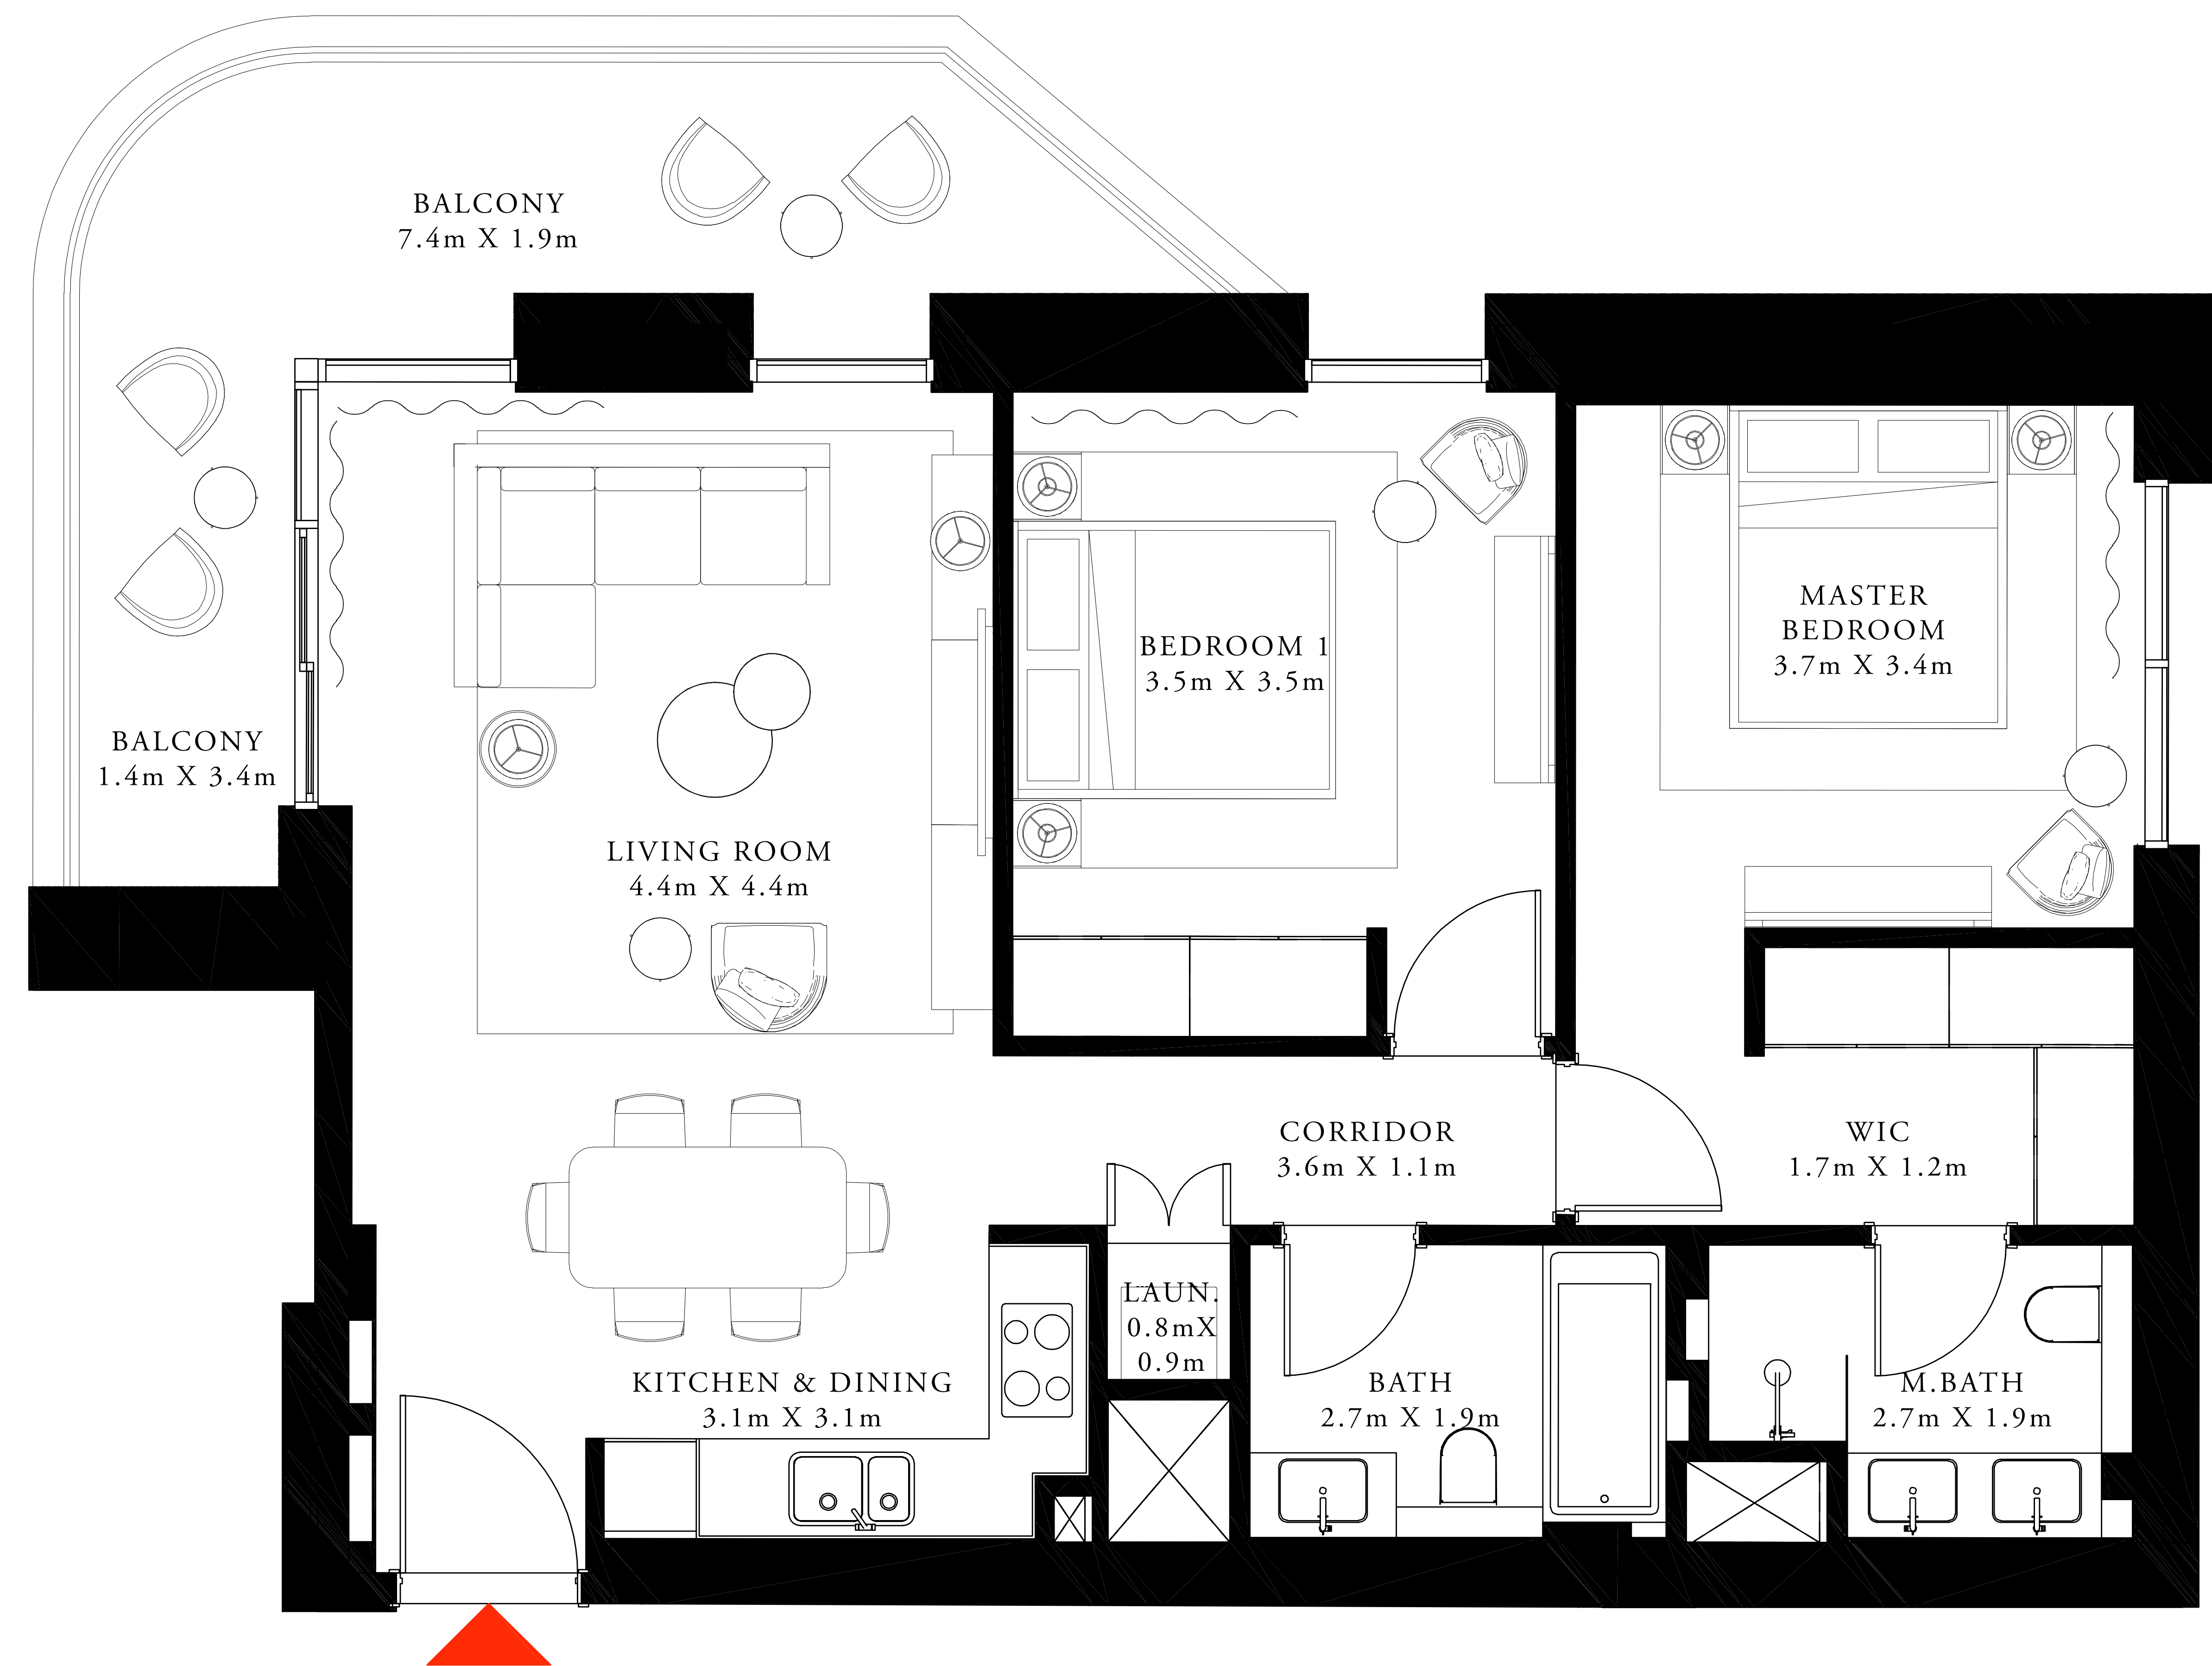 BALCONY
7.4m X 1.9m
BALCONY
1.4m X 3.4m
LIVING ROOM
4.4m X 4.4m
BEDROOM 1
3.5m X 3.5m
MASTER
BEDROOM
3.7m X 3.4m
CORRIDOR
3.6m X 1.1m
WIC
1.7m X 1.2m
KITCHEN & DINING
3.1m X 3.1m
LAUN.
0.8mX
0.9m
BATH
2.7m X 1.9m
M.BATH
2.7m X 1.9m